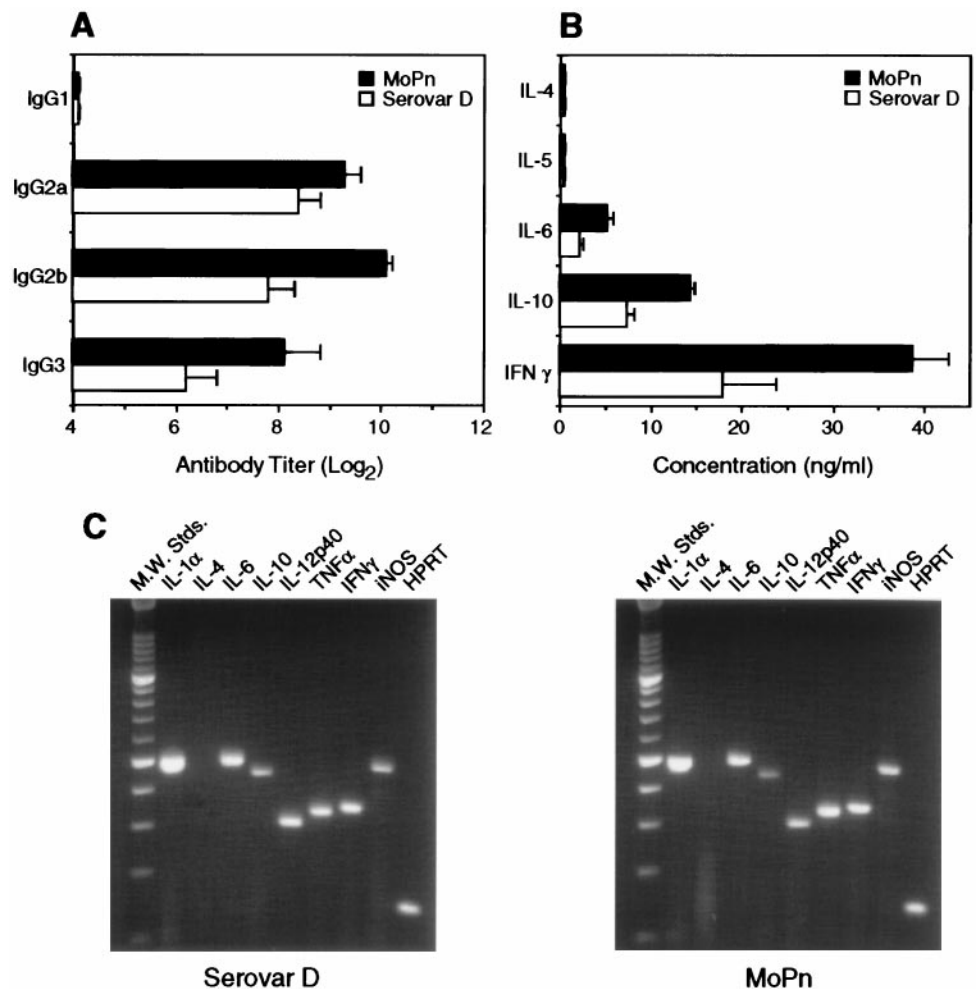 A
MoPn
Serovar D
IgG1
IgG2a
IgG2b
IgG3
4 6 8 10 12
Antibody Titer (Log2)
B
MoPn
Serovar D
IL-4
IL-5
IL-6
IL-10
IFN γ
0 10 20 30 40
Concentration (ng/ml)
C
M.W. Stds.
IL-1α
IL-4
IL-6
IL-10
IL-12p40
TNFα
IFNγ
iNOS
HPRT
Serovar D
M.W. Stds.
IL-1α
IL-4
IL-6
IL-10
IL-12p40
TNFα
IFNγ
iNOS
HPRT
MoPn